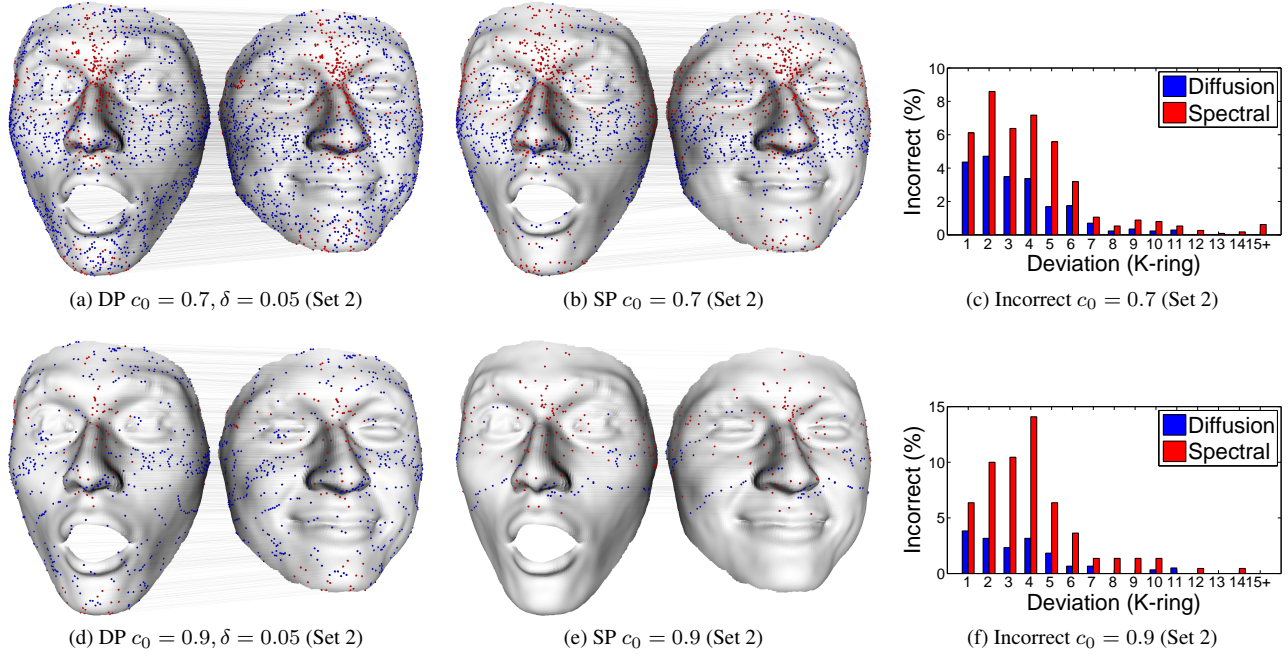 10
8
6
4
2
0
Incorrect (%)
Diffusion
Spectral
1 2 3 4 5 6 7 8 9 10 11 12 13 14 15+
Deviation (K-ring)
(a) DP c₀ = 0.7, δ = 0.05 (Set 2)
(b) SP c₀ = 0.7 (Set 2)
(c) Incorrect c₀ = 0.7 (Set 2)
15
10
5
0
Incorrect (%)
Diffusion
Spectral
1 2 3 4 5 6 7 8 9 10 11 12 13 14 15+
Deviation (K-ring)
(d) DP c₀ = 0.9, δ = 0.05 (Set 2)
(e) SP c₀ = 0.9 (Set 2)
(f) Incorrect c₀ = 0.9 (Set 2)